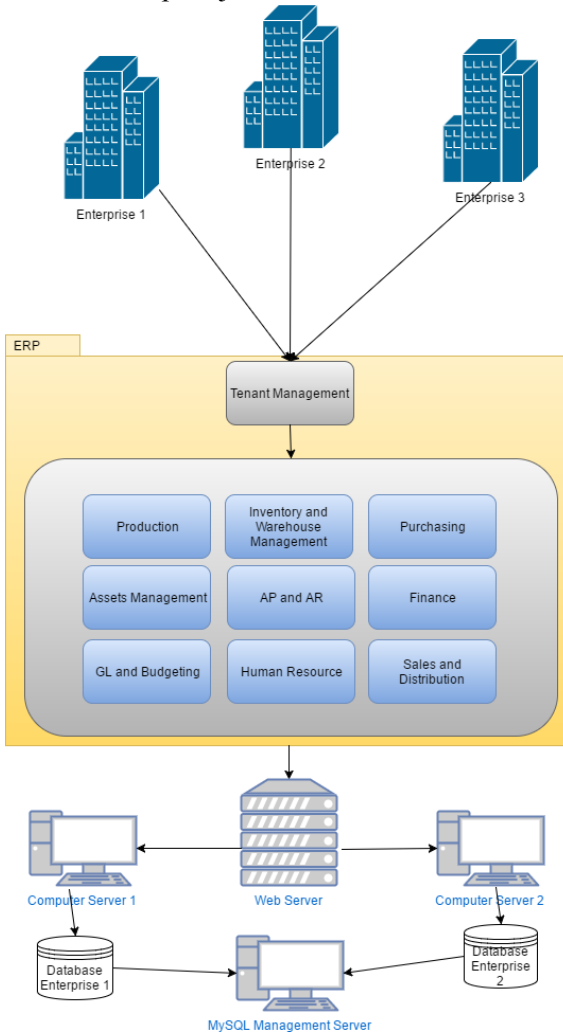 Enterprise 2
Enterprise 1
Enterprise 3
ERP
Tenant Management
Production
Inventory and
Warehouse
Management
Purchasing
Assets Management
AP and AR
Finance
GL and Budgeting
Human Resource
Sales and
Distribution
Computer Server 1
Web Server
Computer Server 2
Database
Enterprise 1
Database
Enterprise
2
MySQL Management Server